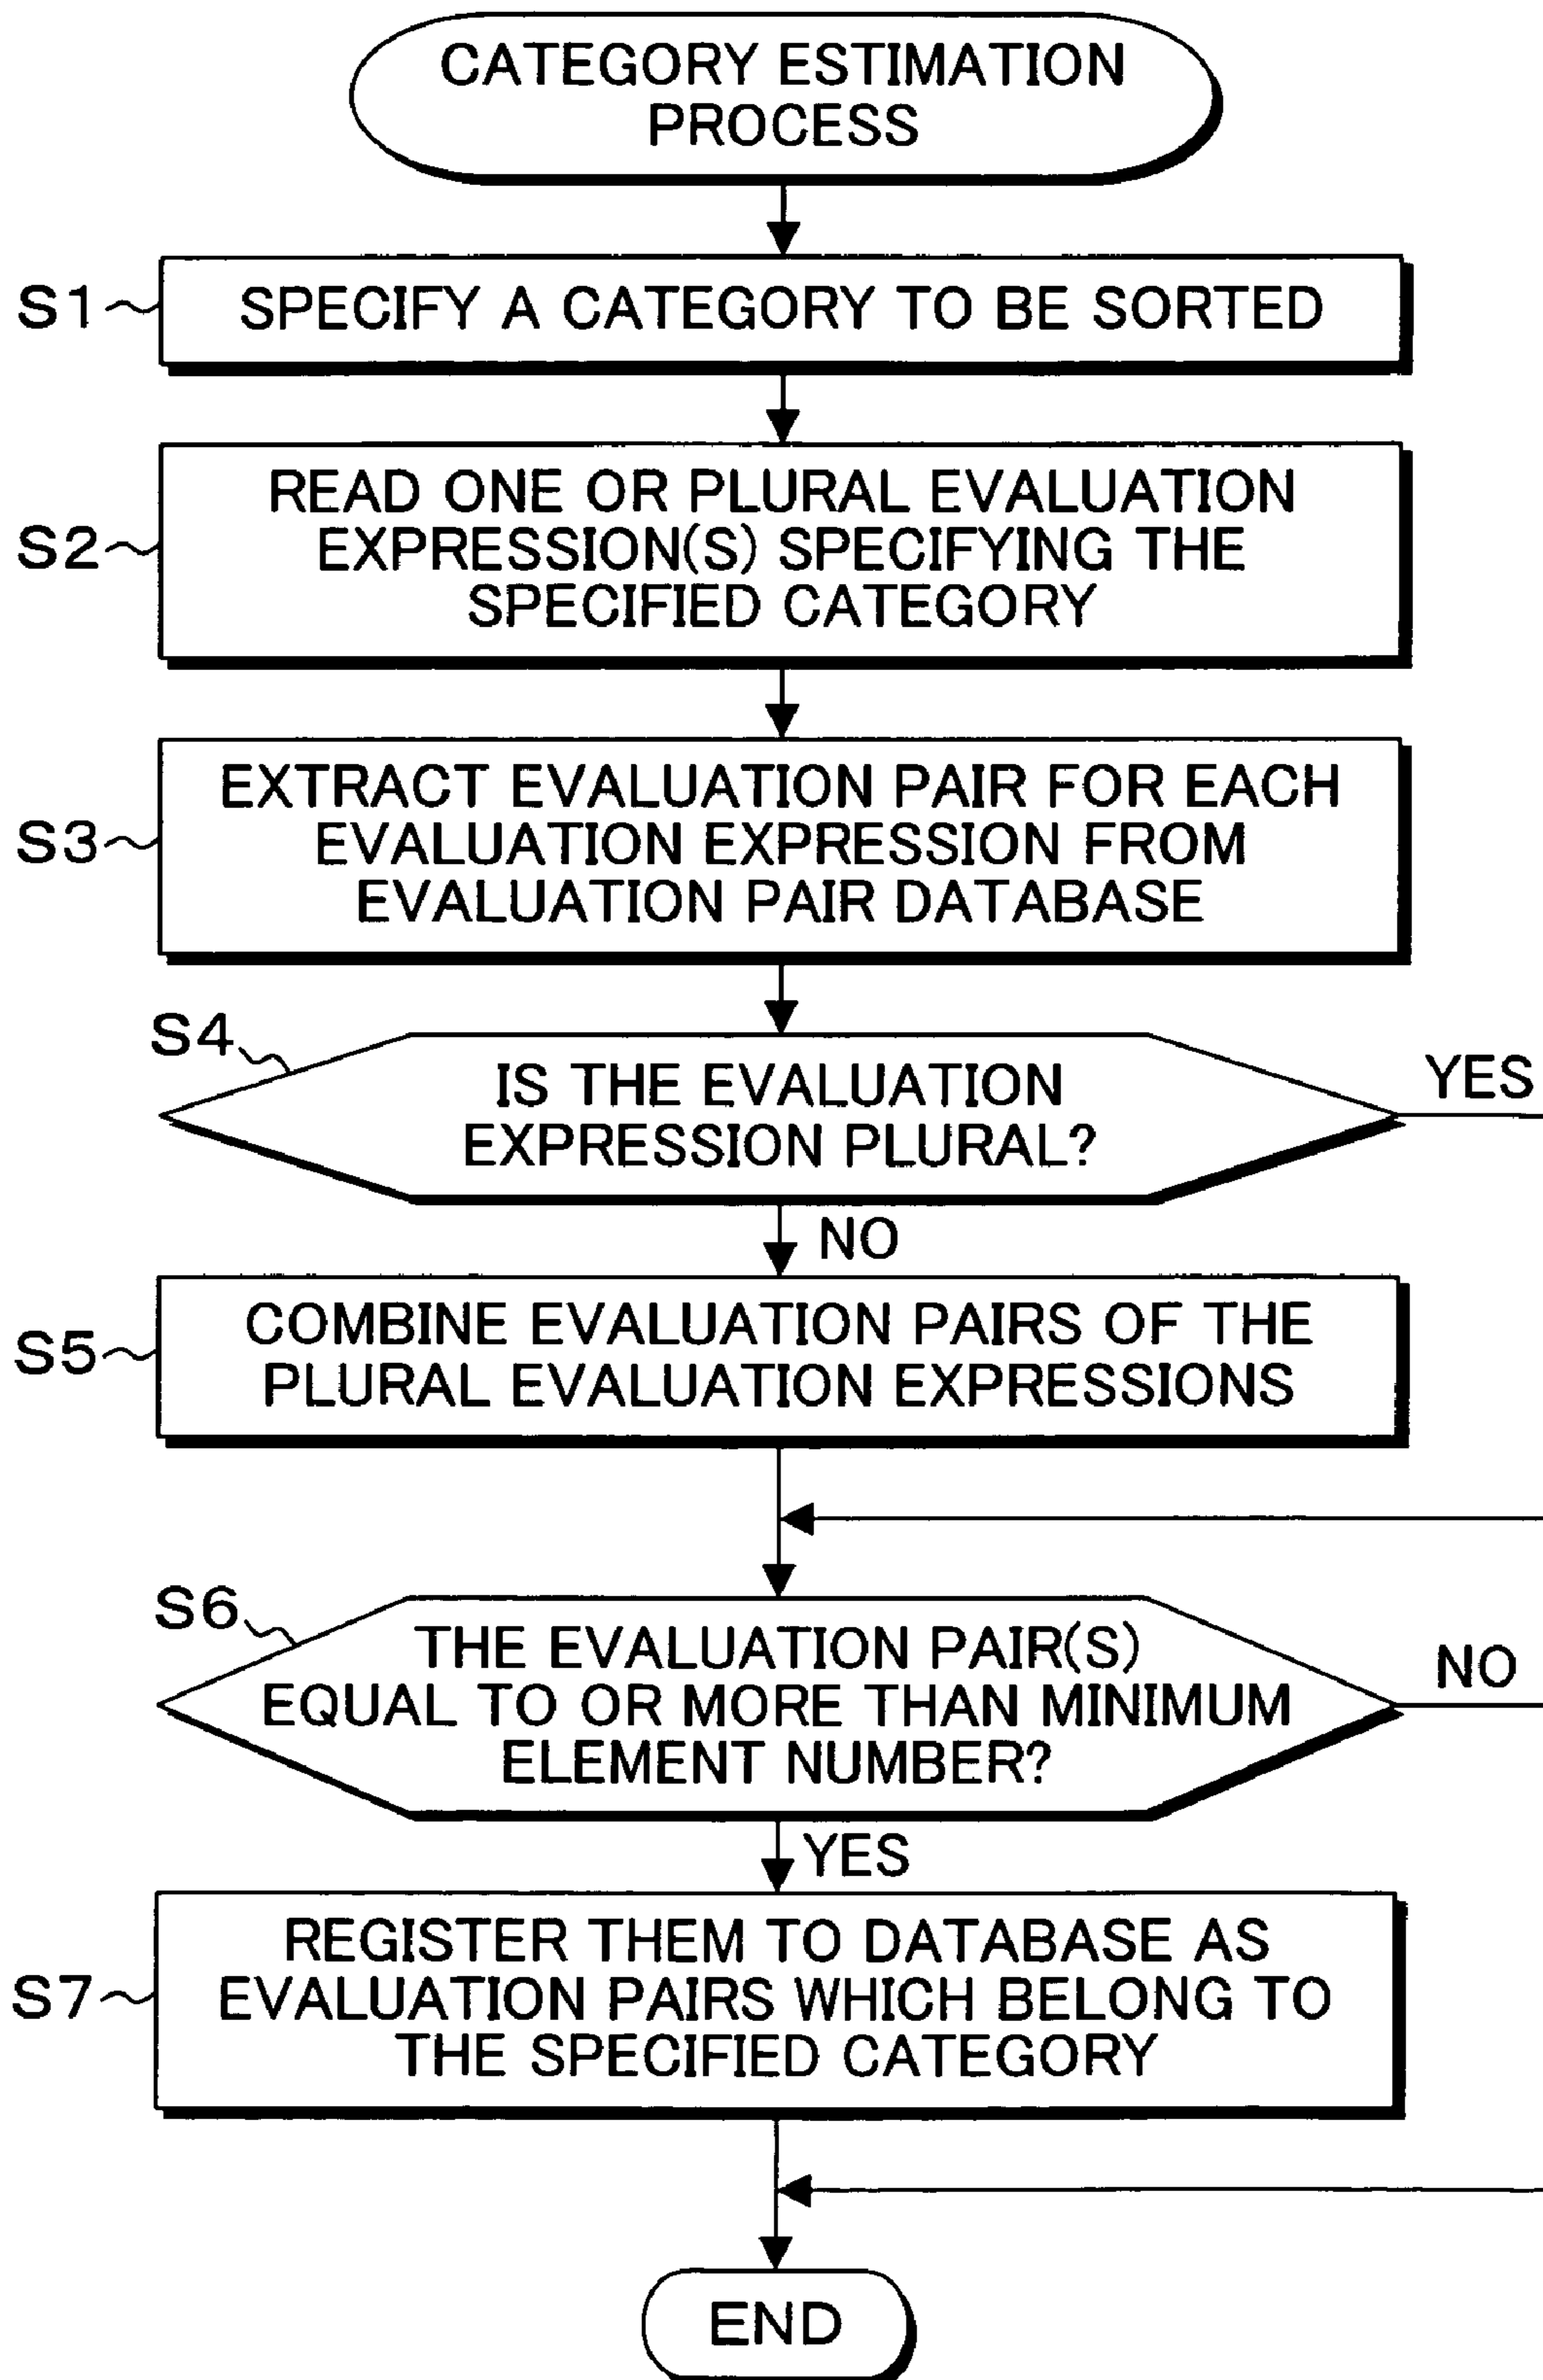 CATEGORY ESTIMATION
PROCESS
S1
SPECIFY A CATEGORY TO BE SORTED
S2
READ ONE OR PLURAL EVALUATION
EXPRESSION(S) SPECIFYING THE
SPECIFIED CATEGORY
S3
EXTRACT EVALUATION PAIR FOR EACH
EVALUATION EXPRESSION FROM
EVALUATION PAIR DATABASE
S4
IS THE EVALUATION
EXPRESSION PLURAL?
YES
NO
S5
COMBINE EVALUATION PAIRS OF THE
PLURAL EVALUATION EXPRESSIONS
S6
THE EVALUATION PAIR(S)
EQUAL TO OR MORE THAN MINIMUM
ELEMENT NUMBER?
NO
YES
S7
REGISTER THEM TO DATABASE AS
EVALUATION PAIRS WHICH BELONG TO
THE SPECIFIED CATEGORY
END